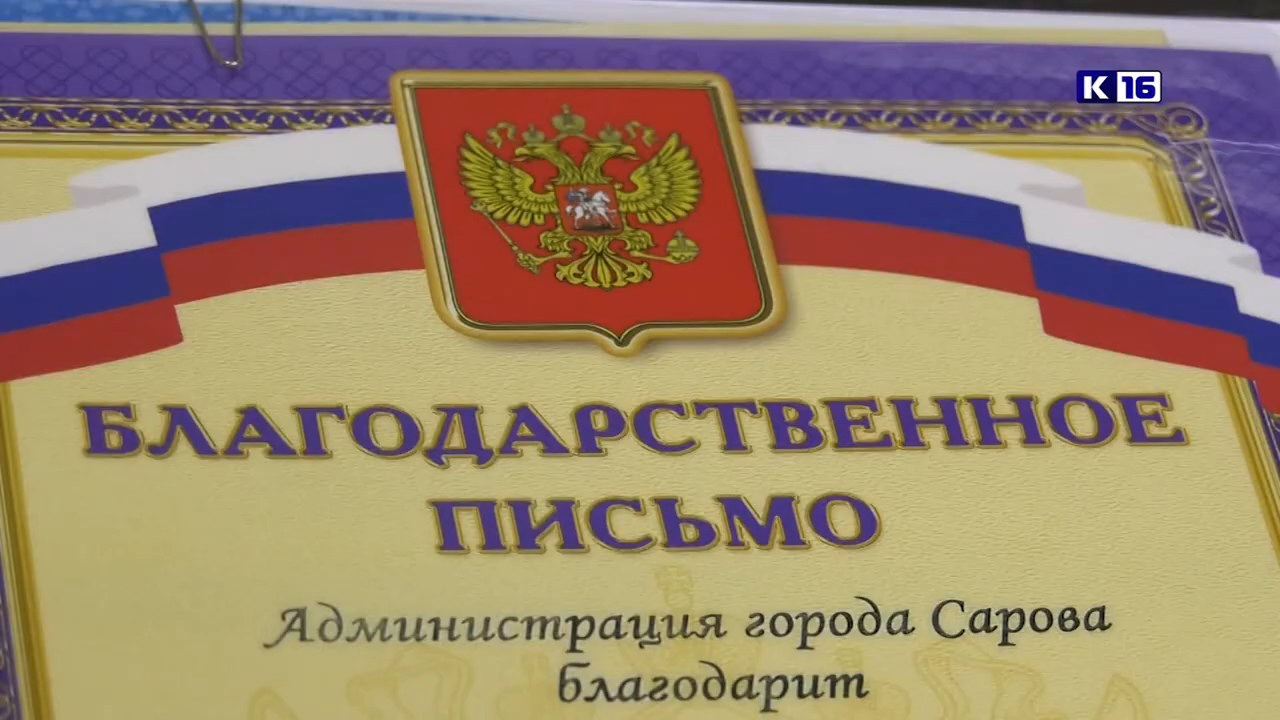 К 16
БЛАГОДАРСТВЕННОЕ
ПИСЬМО
Администрация города Сарова
благодарит